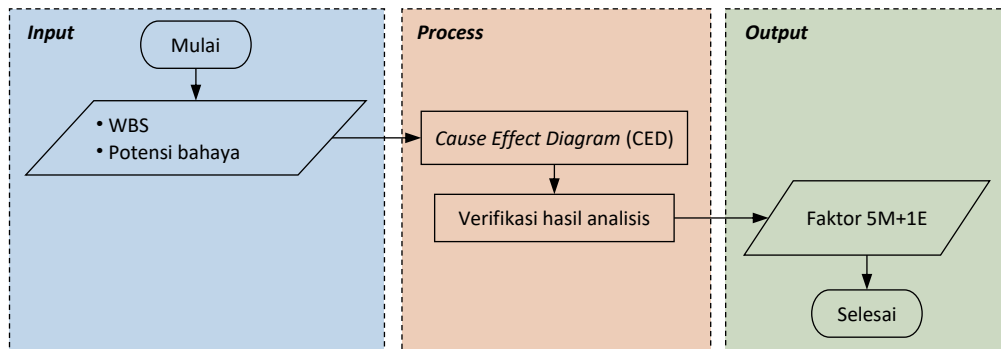 Input
Mulai
• WBS
• Potensi bahaya
Process
Cause Effect Diagram (CED)
Verifikasi hasil analisis
Output
Faktor 5M+1E
Selesai